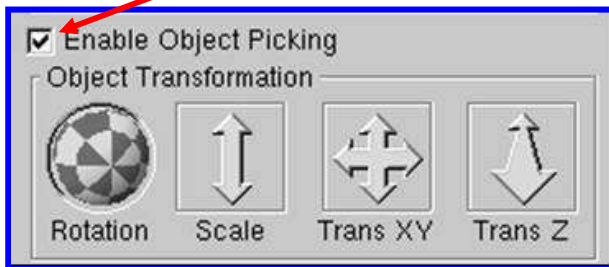 Enable Object Picking
Object Transformation
Rotation Scale Trans XY Trans Z